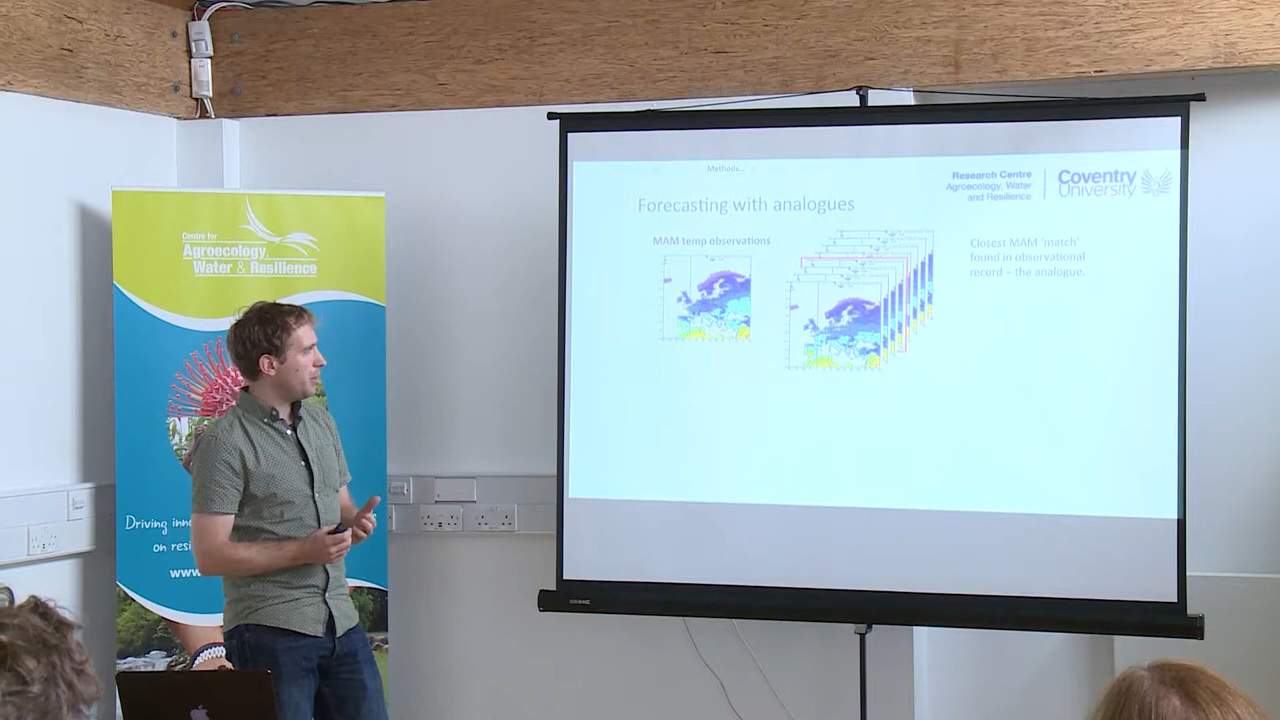 Centre for
Agroecology,
Water & Resilience
Driving inn
on resi
www.
Methods...
Forecasting with analogues
Research Centre
Agroecology, Water
and Resilience
Coventry
University
MAM temp observations
Closest MAM 'match'
found in observational
record – the analogue.